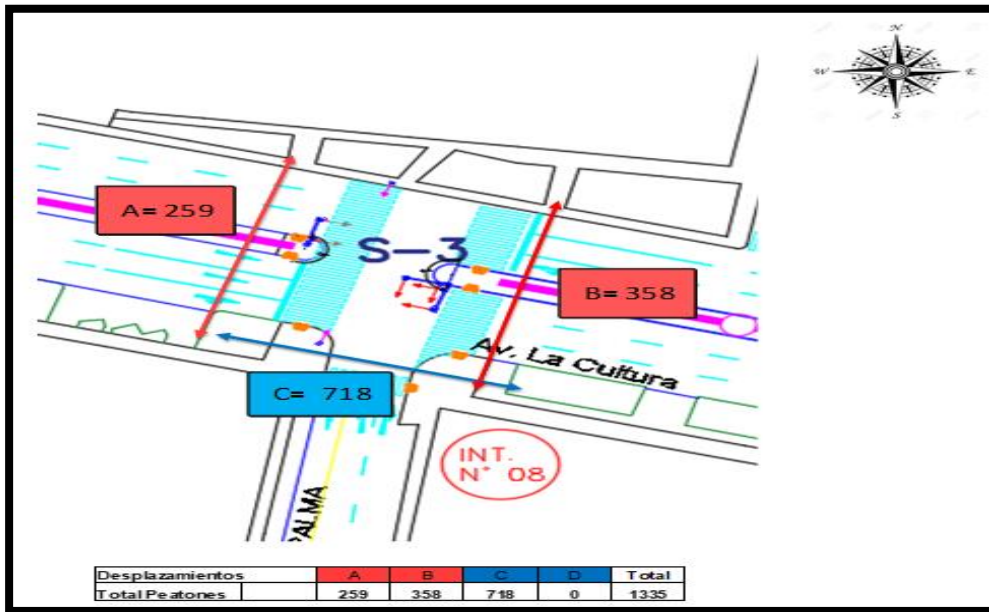 N
W E
S
A= 259
S-3
B= 358
Av. La Cultura
C= 718
INT.
N° 08
PALMA
Desplazamientos A B C D Total
Total Peatones 259 358 718 0 1335